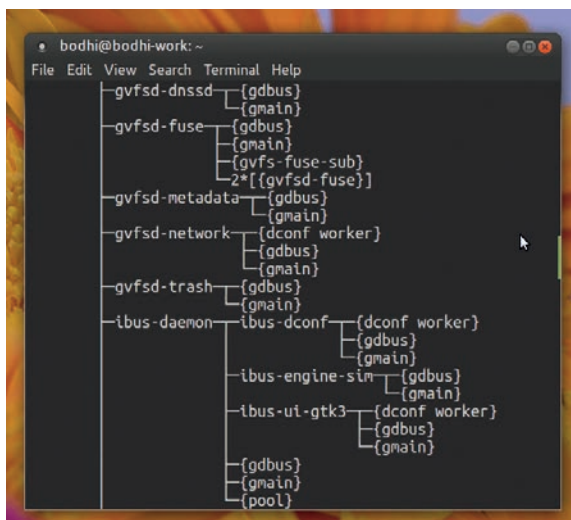 bodhi@bodhi-work: ~
File Edit View Search Terminal Help
├─gvfsd-dnssd─┬─{gdbus}
│             └─{gmain}
├─gvfsd-fuse─┬─{gdbus}
│            ├─{gmain}
│            ├─{gvfs-fuse-sub}
│            └─2*[{gvfsd-fuse}]
├─gvfsd-metadata─┬─{gdbus}
│                └─{gmain}
├─gvfsd-network─┬─{dconf worker}
│               ├─{gdbus}
│               └─{gmain}
├─gvfsd-trash─┬─{gdbus}
│             └─{gmain}
├─ibus-daemon─┬─ibus-dconf─┬─{dconf worker}
│             │            ├─{gdbus}
│             │            └─{gmain}
│             ├─ibus-engine-sim─┬─{gdbus}
│             │                 └─{gmain}
│             ├─ibus-ui-gtk3─┬─{dconf worker}
│             │              ├─{gdbus}
│             │              └─{gmain}
│             ├─{gdbus}
│             ├─{gmain}
│             └─{pool}